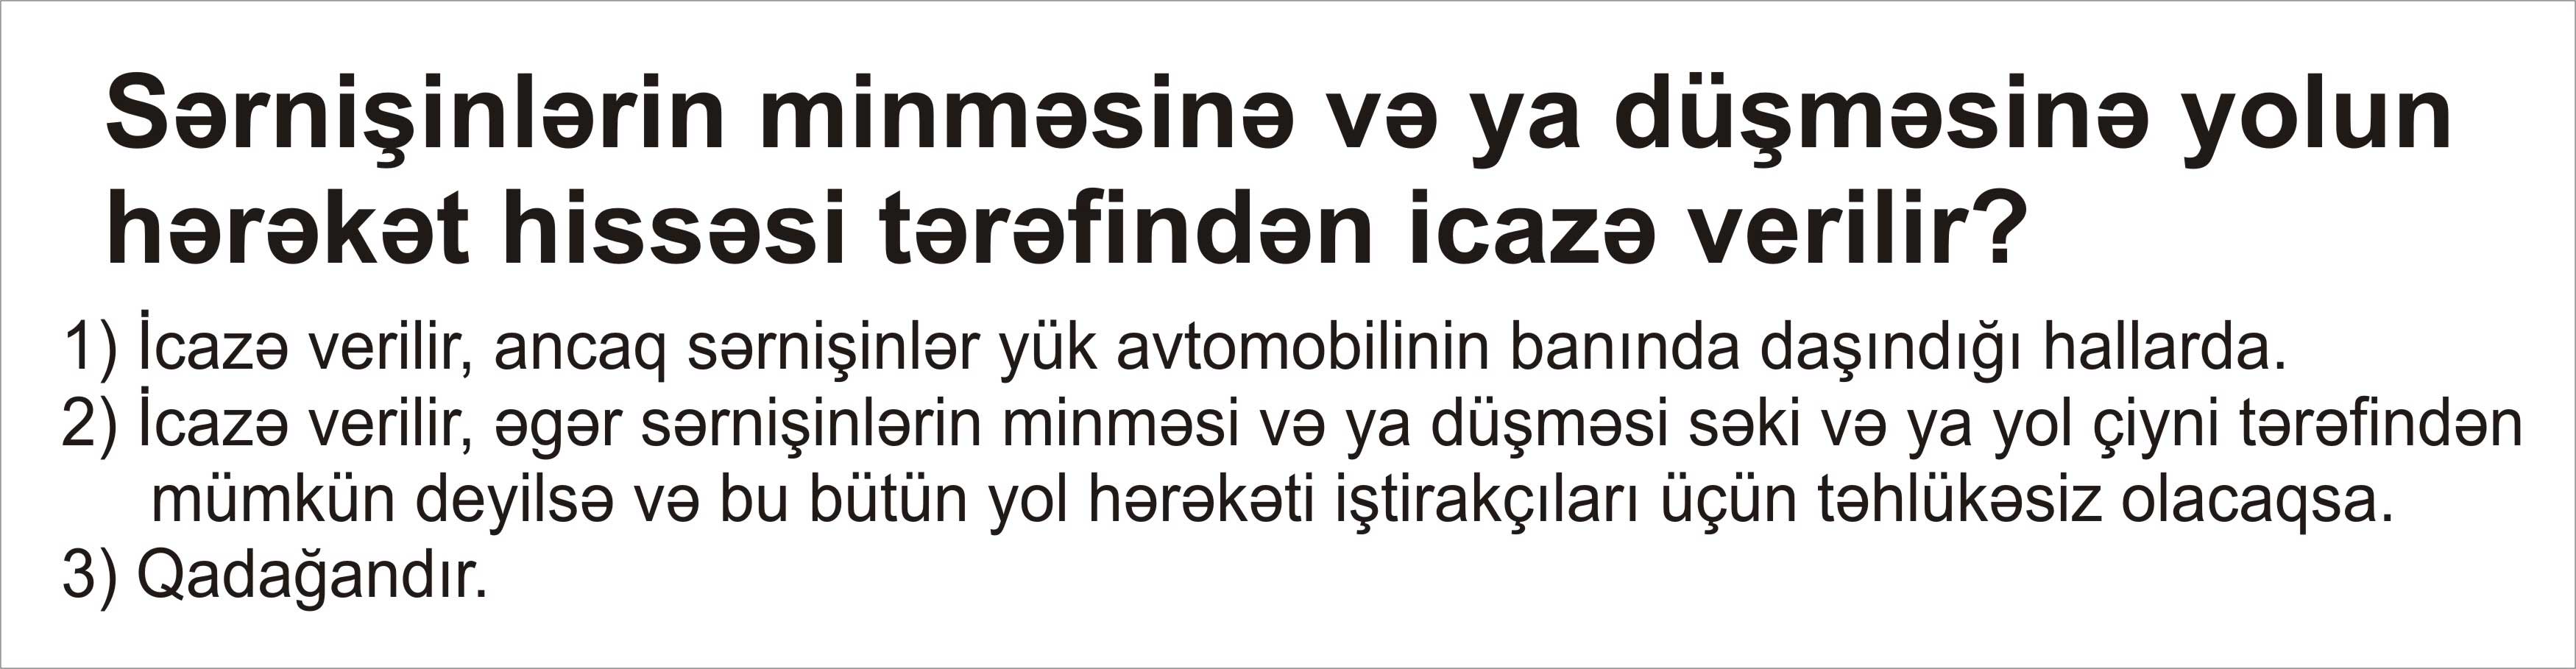 Sərnişinlərin minməsinə və ya düşməsinə yolun
hərəkət hissəsi tərəfindən icazə verilir?
1) İcazə verilir, ancaq sərnişinlər yük avtomobilinin banında daşındığı hallarda.
2) İcazə verilir, əgər sərnişinlərin minməsi və ya düşməsi səki və ya yol çiyni tərəfindən
mümkün deyilsə və bu bütün yol hərəkəti iştirakçıları üçün təhlükəsiz olacaqsa.
3) Qadağandır.